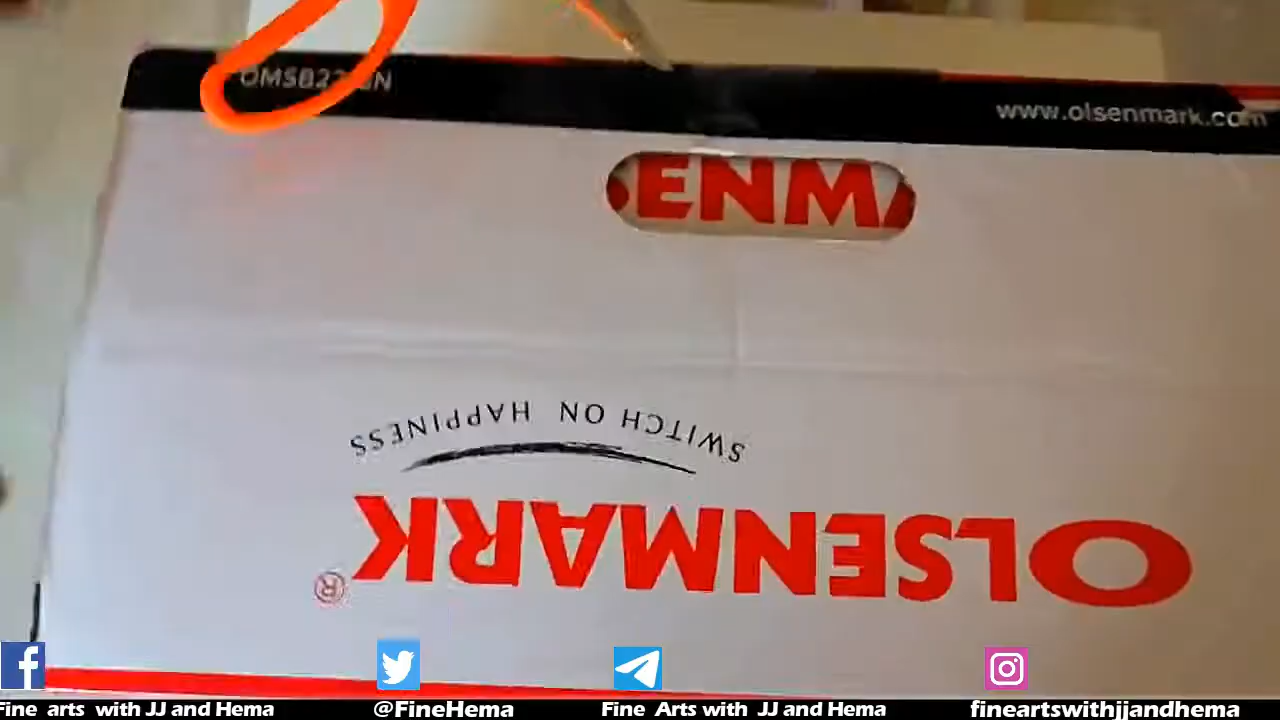 www.olsenmark.com
ENMA
SWITCH ON HAPPINESS
OLSENMARK®
Fine arts with JJ and Hema
@FineHema
Fine Arts with JJ and Hema
fineartswithjjandhema